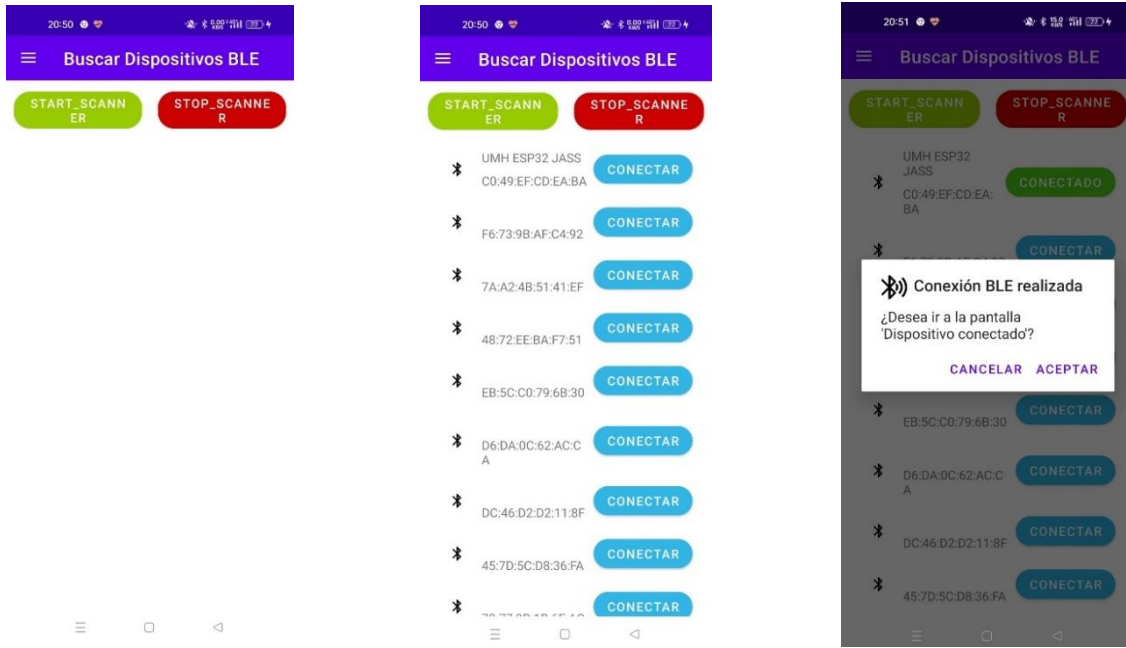 20:50
77
Buscar Dispositivos BLE
START_SCANN
ER
STOP_SCANNE
R
20:50
77
Buscar Dispositivos BLE
START_SCANN
ER
STOP_SCANNE
R
UMH ESP32 JASS
C0:49:EF:CD:EA:BA
CONECTAR
F6:73:9B:AF:C4:92
CONECTAR
7A:A2:4B:51:41:EF
CONECTAR
48:72:EE:BA:F7:51
CONECTAR
EB:5C:C0:79:6B:30
CONECTAR
D6:DA:0C:62:AC:C
A
CONECTAR
DC:46:D2:D2:11:8F
CONECTAR
45:7D:5C:D8:36:FA
CONECTAR
CONECTAR
20:51
77
Buscar Dispositivos BLE
START_SCANN
ER
STOP_SCANNE
R
UMH ESP32
JASS
C0:49:EF:CD:EA:
BA
CONECTADO
CONECTAR
Conexión BLE realizada
¿Desea ir a la pantalla
'Dispositivo conectado'?
CANCELAR ACEPTAR
EB:5C:C0:79:6B:30
CONECTAR
D6:DA:0C:62:AC:C
A
CONECTAR
DC:46:D2:D2:11:8F
CONECTAR
45:7D:5C:D8:36:FA
CONECTAR